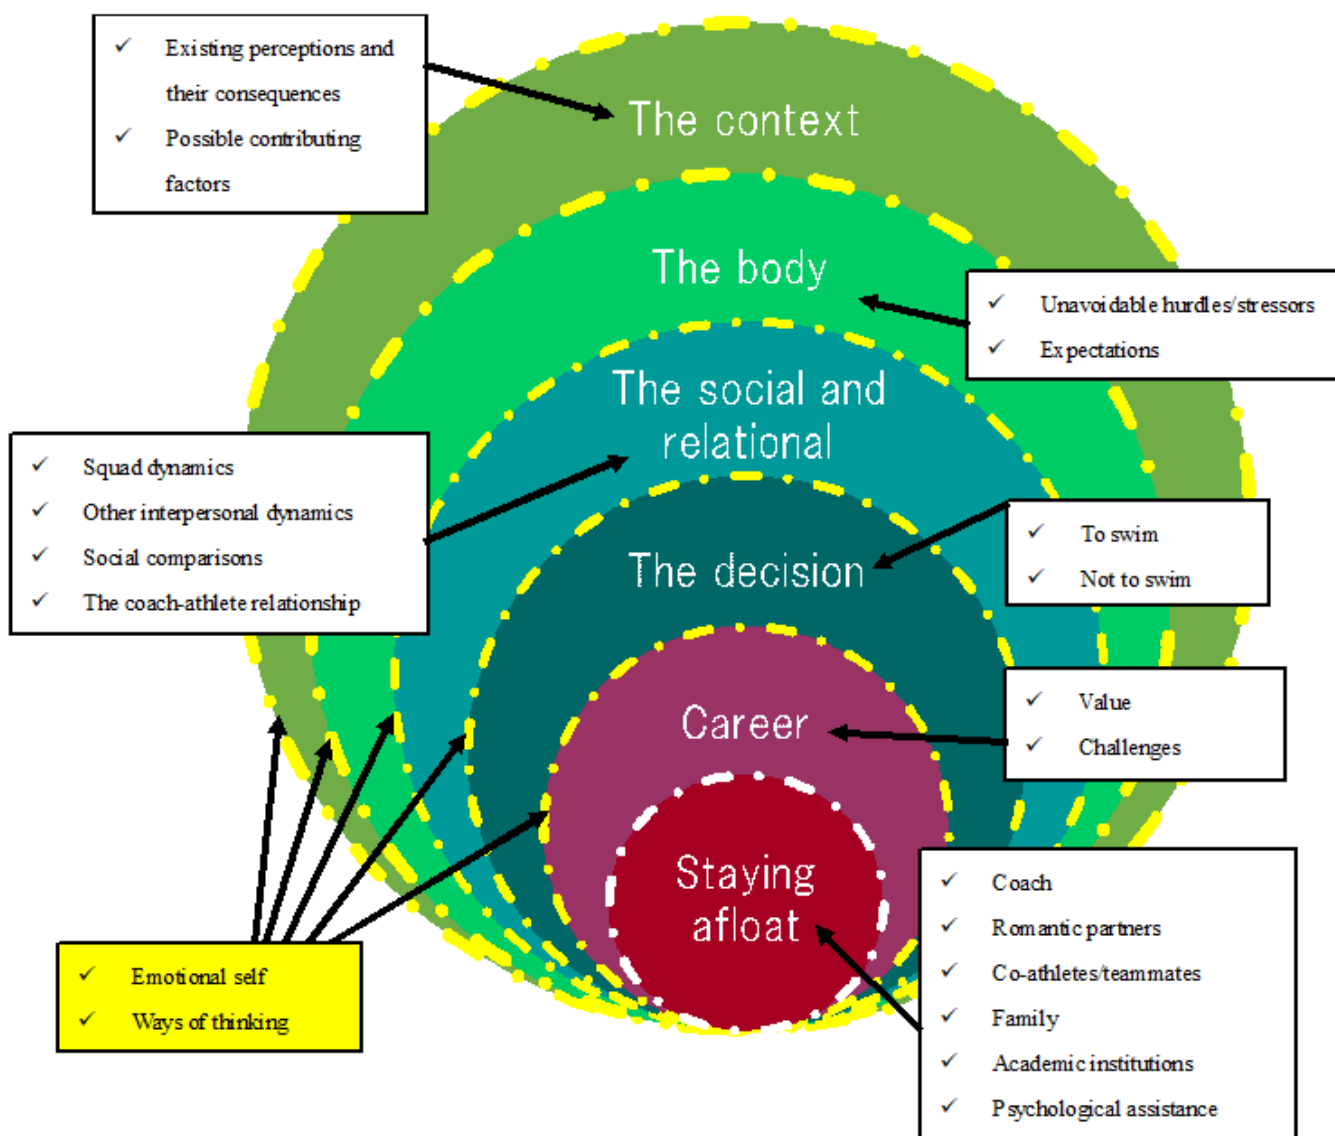 ✓ Existing perceptions and
their consequences
✓ Possible contributing
factors
The context
The body
✓ Unavoidable hurdles/stressors
✓ Expectations
The social and
relational
✓ Squad dynamics
✓ Other interpersonal dynamics
✓ Social comparisons
✓ The coach-athlete relationship
The decision
✓ To swim
✓ Not to swim
Career
✓ Value
✓ Challenges
Staying
afloat
✓ Coach
✓ Romantic partners
✓ Co-athletes/teammates
✓ Family
✓ Academic institutions
✓ Psychological assistance
✓ Emotional self
✓ Ways of thinking